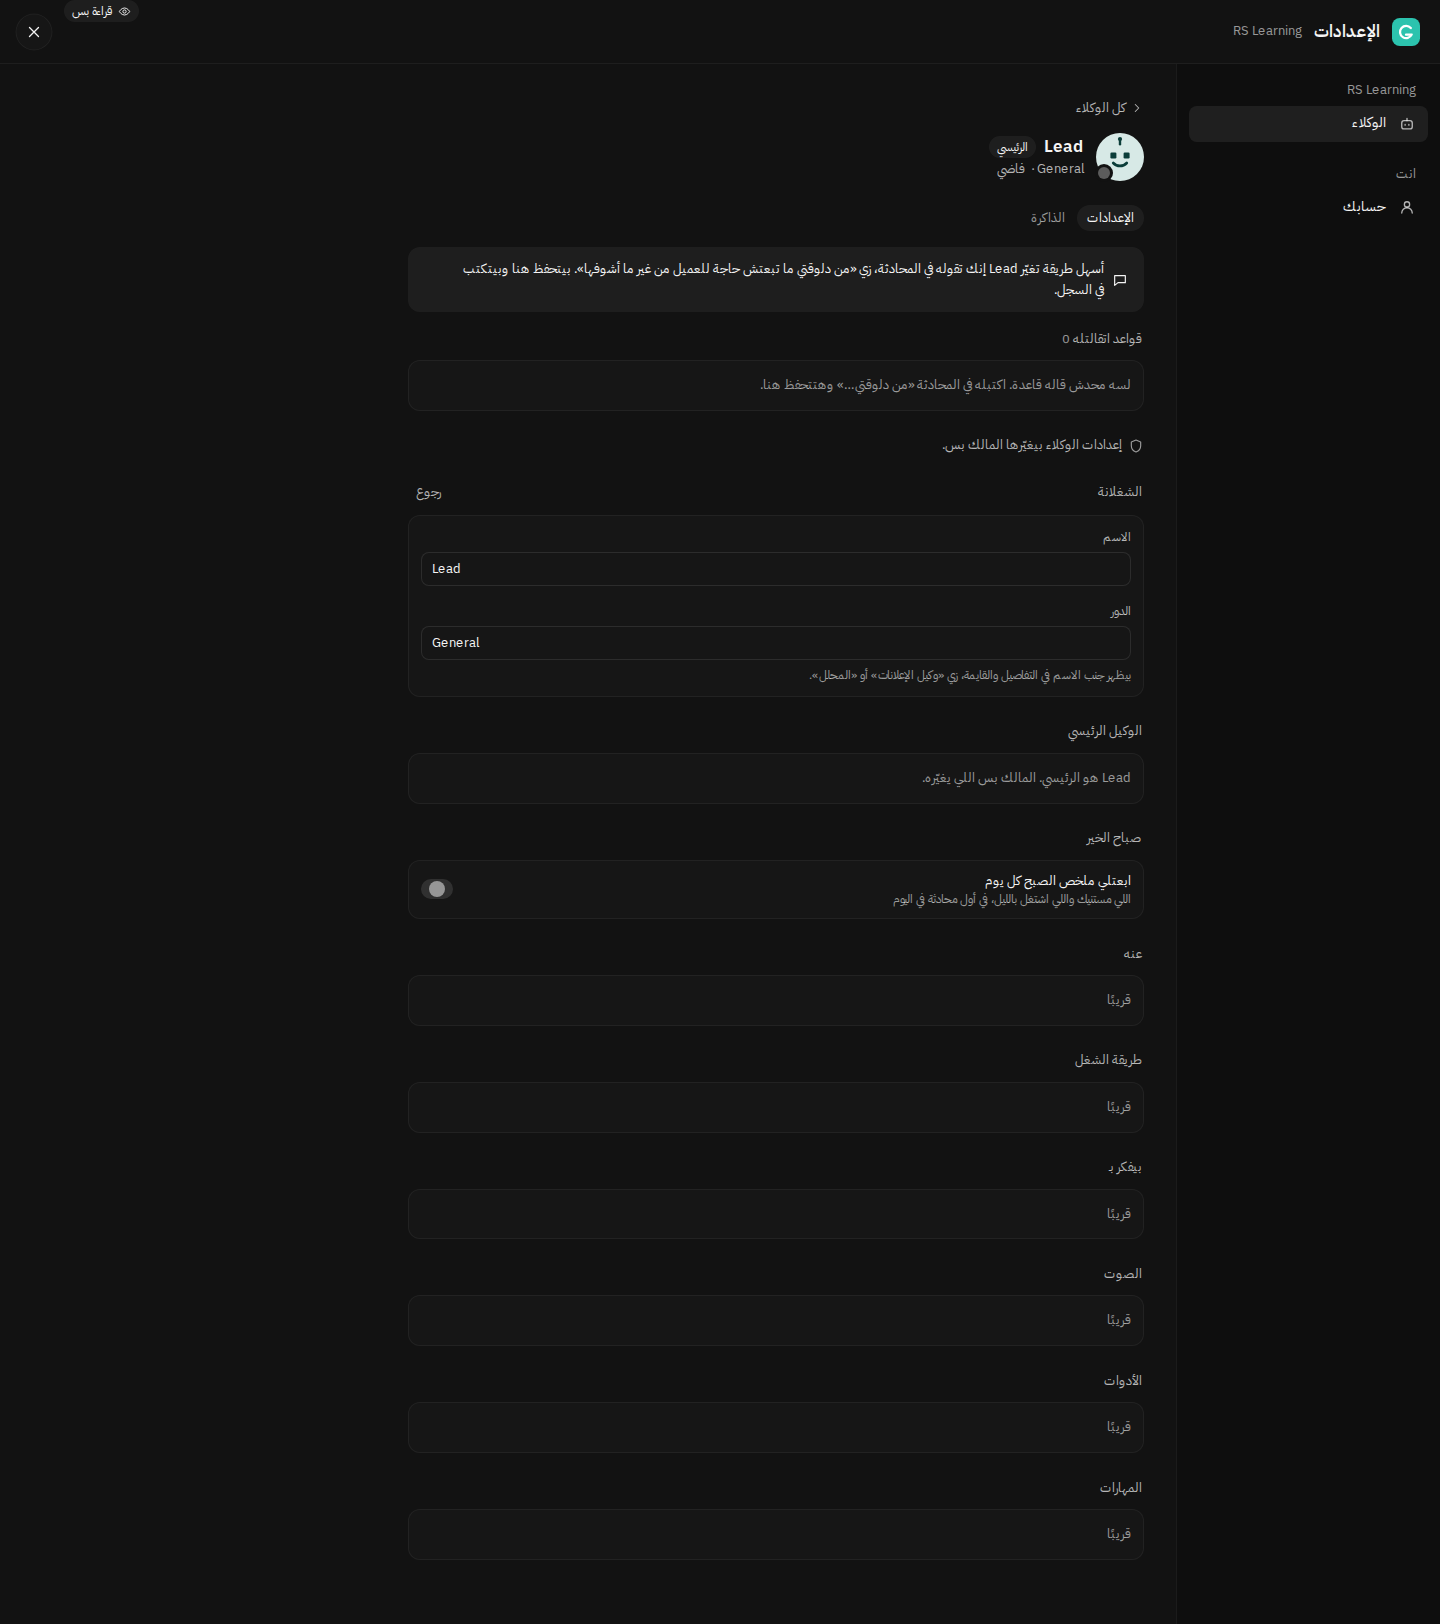 الإعدادات RS Learning
قراءة بس
RS Learning
الوكلاء
انت
حسابك
كل الوكلاء
Lead الرئيسي
General · فاضي
الإعدادات الذاكرة
أسهل طريقة تغيّر Lead إنك تقوله في المحادثة، زي «من دلوقتي ما تبعتش حاجة للعميل من غير ما أشوفها». بيتحفظ هنا وبيتكتب
في السجل.
قواعد اتقالتله 0
لسه محدش قاله قاعدة. اكتبله في المحادثة «من دلوقتي…» وهتتحفظ هنا.
إعدادات الوكلاء بيغيّرها المالك بس.
الشغلانة رجوع
الاسم
Lead
الدور
General
بيظهر جنب الاسم في التفاصيل والقايمة، زي «وكيل الإعلانات» أو «المحلل».
الوكيل الرئيسي
Lead هو الرئيسي. المالك بس اللي يغيّره.
صباح الخير
ابعتلي ملخص الصبح كل يوم
اللي مستنيك واللي اشتغل بالليل، في أول محادثة في اليوم
عنه
قريبًا
طريقة الشغل
قريبًا
بيفكر بـ
قريبًا
الصوت
قريبًا
الأدوات
قريبًا
المهارات
قريبًا